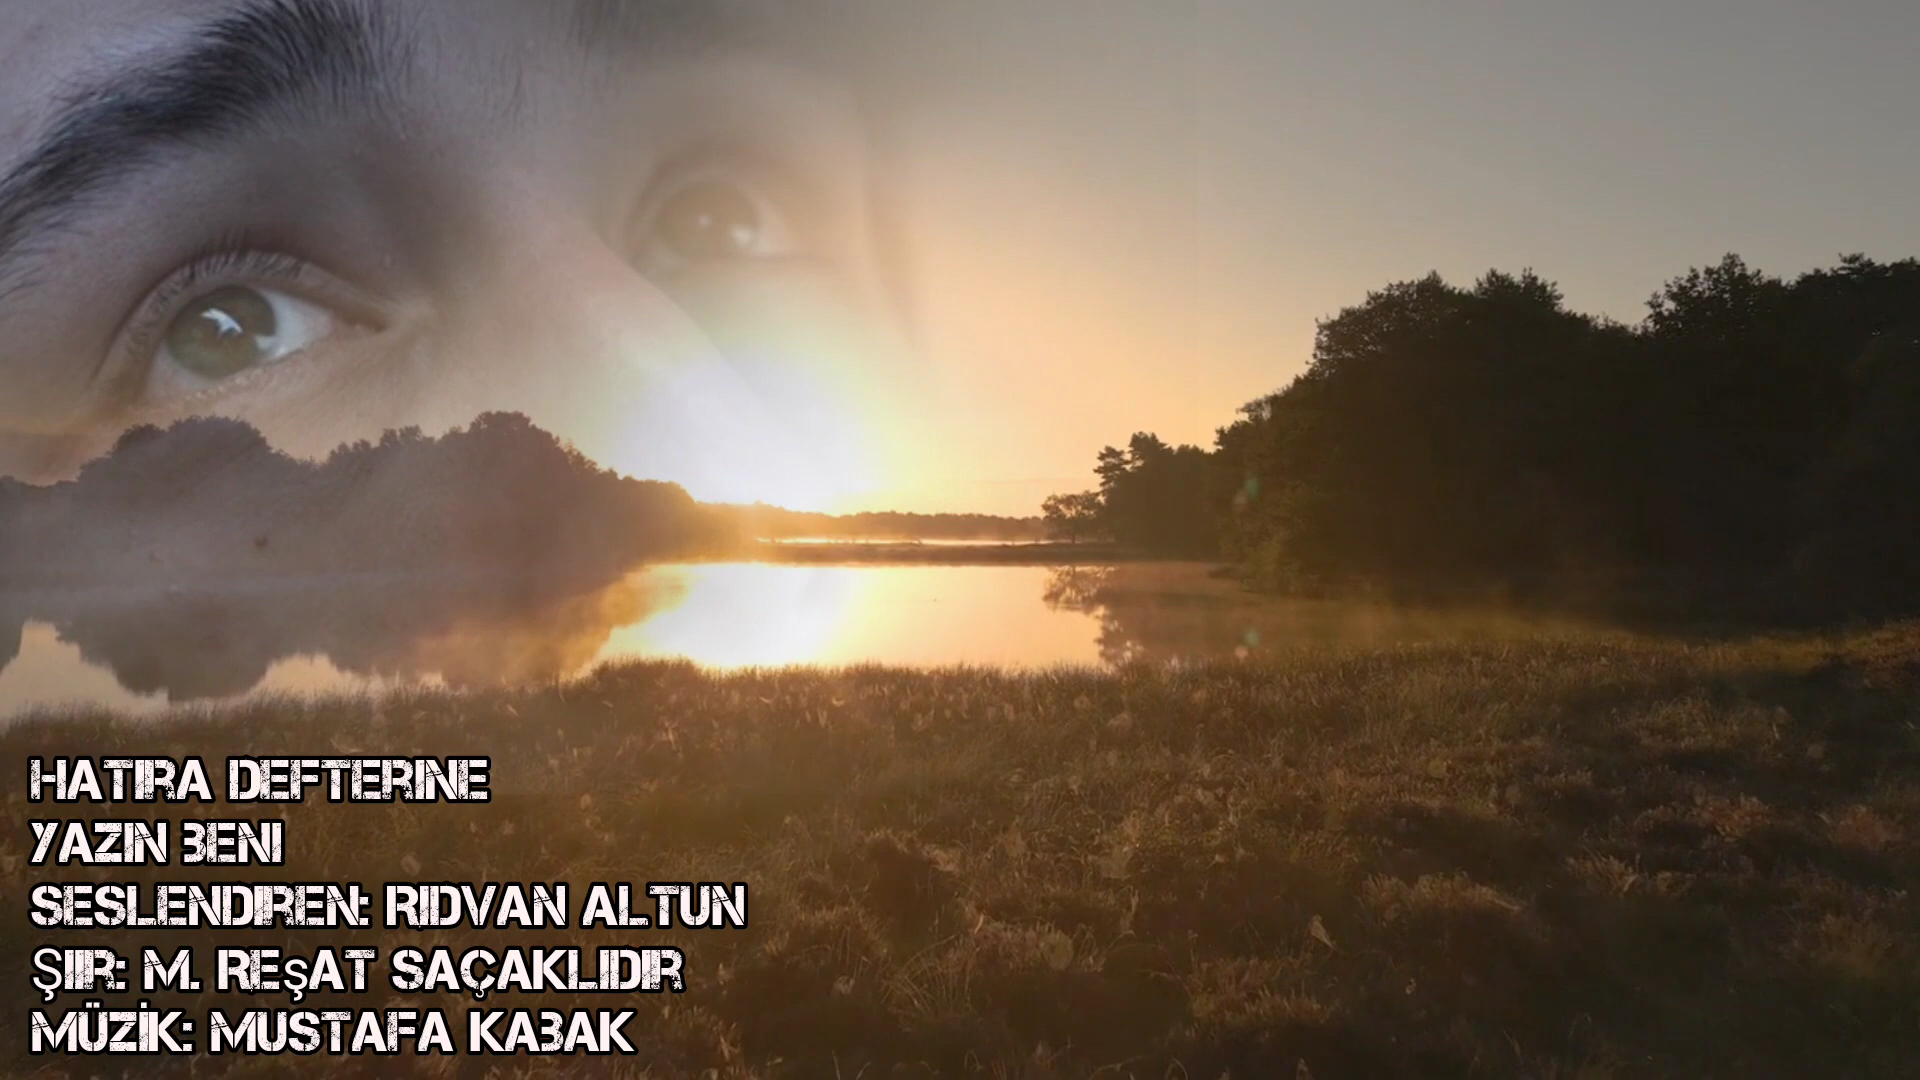 HATIRA DEFTERINE
YAZIN BENI
SESLENDIREN: RIDVAN ALTUN
ŞIIR: M. REşAT SAÇAKLIDIR
MÜZİK: MUSTAFA KABAK